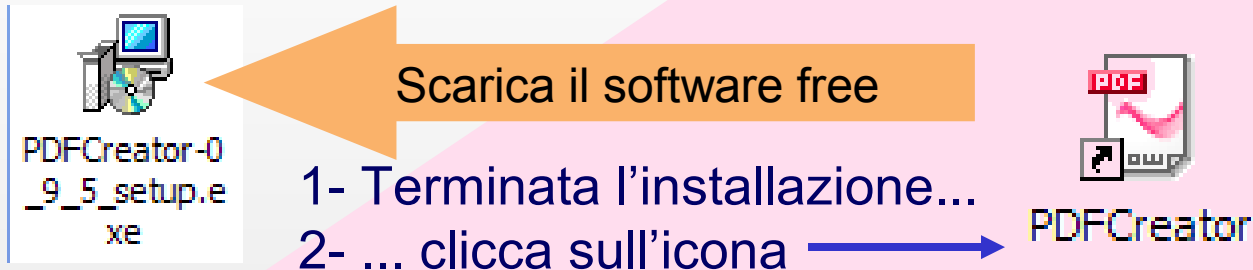 Scarica il software free
PDFCreator-0
_9_5_setup.e
xe
1- Terminata l’installazione...
2- ... clicca sull’icona
PDF
PDFCreator